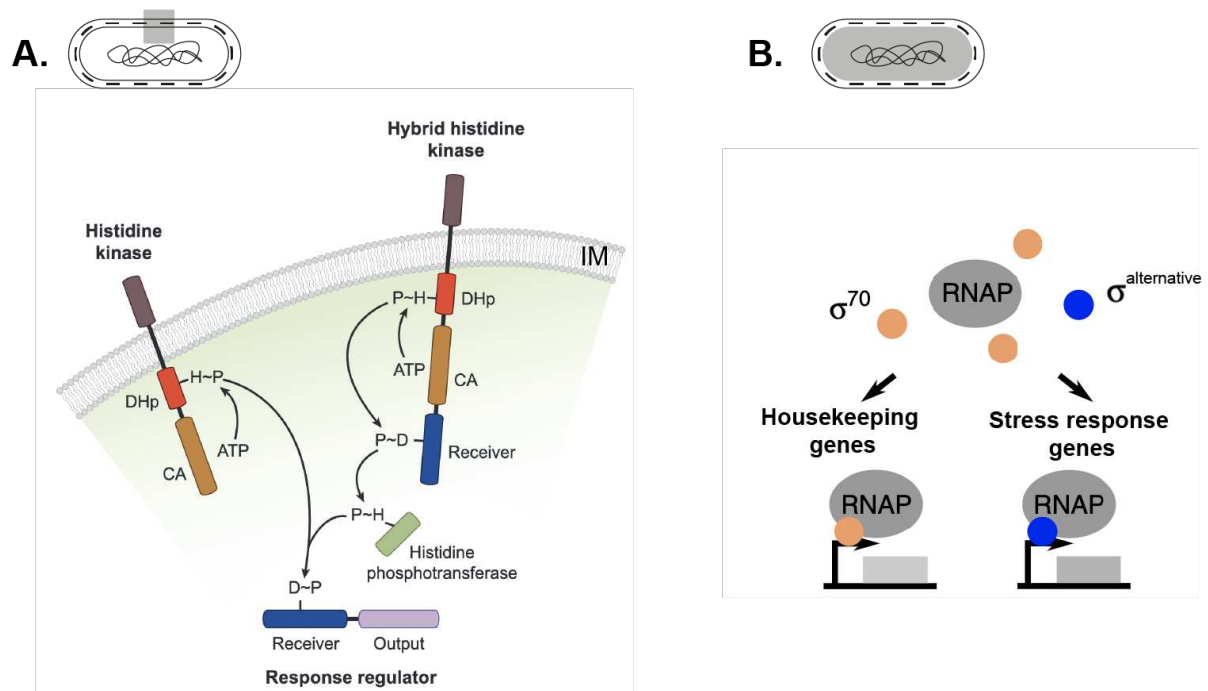 A.
Hybrid histidine
kinase
Histidine
kinase
IM
P~H
DHp
H~P
DHp
ATP
CA
ATP
CA
P~D
Receiver
P~H
Histidine
phosphotransferase
D~P
Receiver
Output
Response regulator
B.
σ70
RNAP
σalternative
Housekeeping
genes
Stress response
genes
RNAP
RNAP